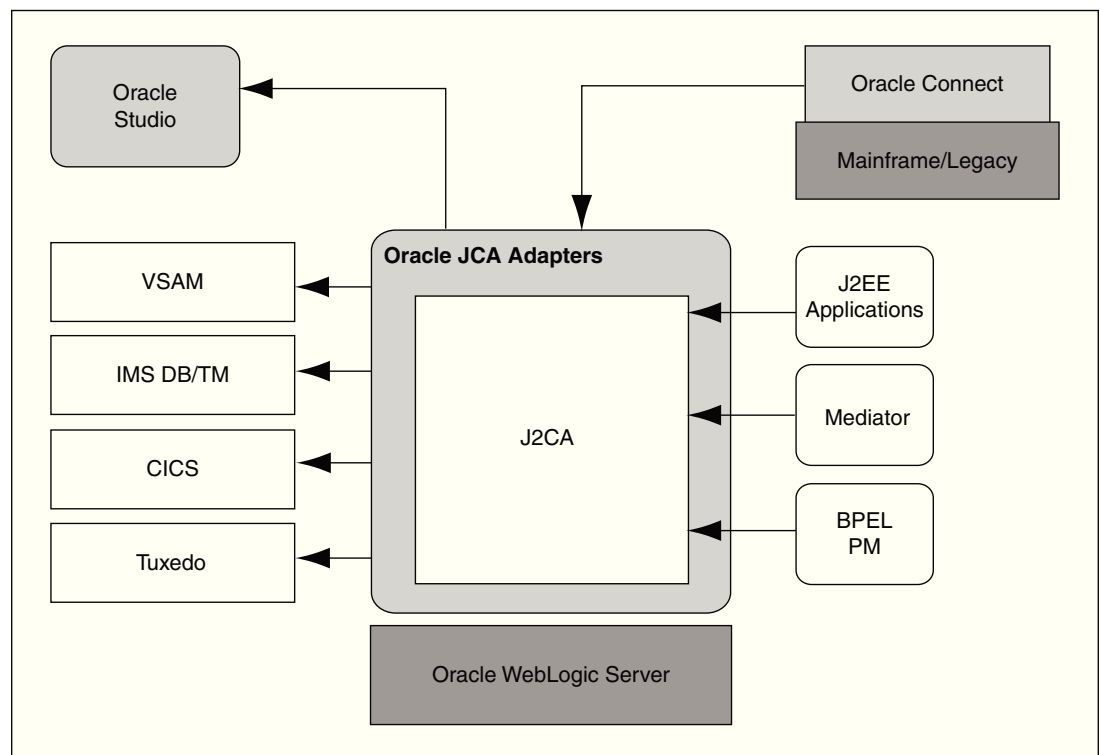 Oracle
Studio
Oracle Connect
Mainframe/Legacy
Oracle JCA Adapters
VSAM
IMS DB/TM
CICS
Tuxedo
J2CA
J2EE
Applications
Mediator
BPEL
PM
Oracle WebLogic Server